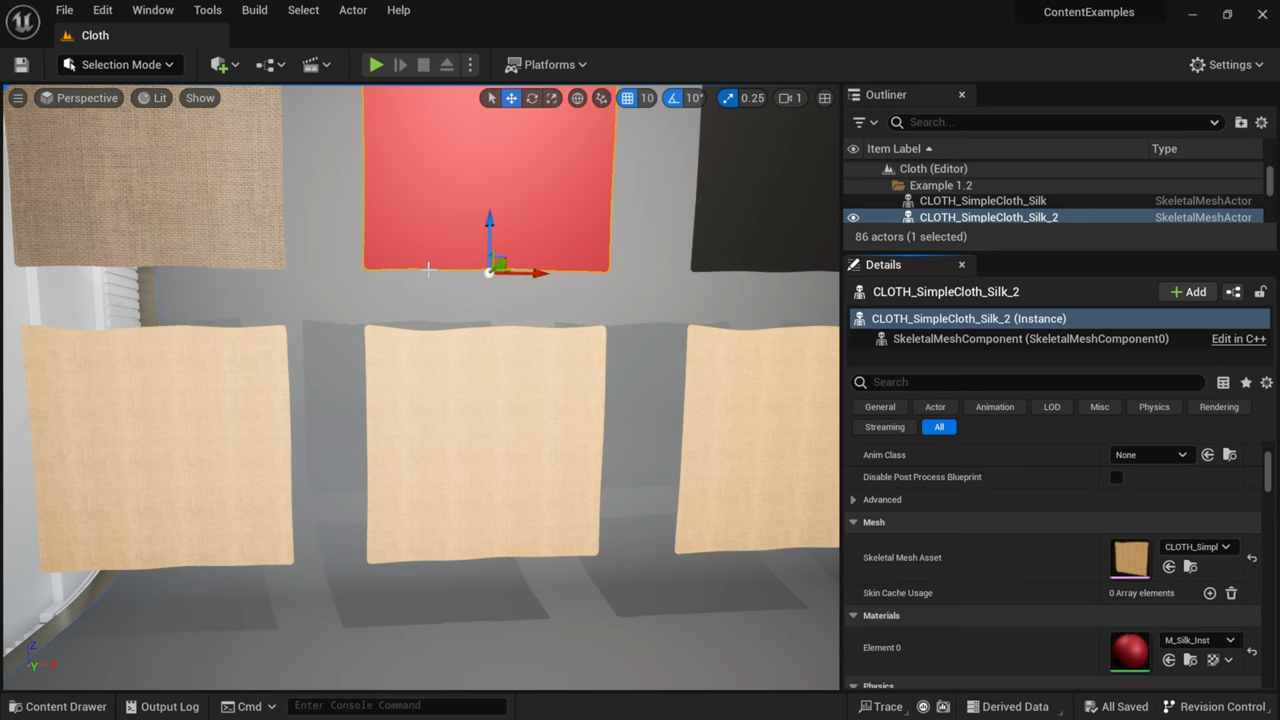 File Edit Window Tools Build Select Actor Help
ContentExamples
Cloth
Selection Mode
Platforms
Settings
Perspective Lit Show
10 10° 0.25 1
Outliner
Search...
Item Label Type
Cloth (Editor)
Example 1.2
CLOTH_SimpleCloth_Silk SkeletalMeshActor
CLOTH_SimpleCloth_Silk_2 SkeletalMeshActor
86 actors (1 selected)
Details
CLOTH_SimpleCloth_Silk_2
Add
CLOTH_SimpleCloth_Silk_2 (Instance)
SkeletalMeshComponent (SkeletalMeshComponent0) Edit in C++
Search
General Actor Animation LOD Misc Physics Rendering
Streaming All
Anim Class None
Disable Post Process Blueprint
Advanced
Mesh
Skeletal Mesh Asset CLOTH_Simpl
Skin Cache Usage 0 Array elements
Materials
Element 0 M_Silk_Inst
Physics
Z
Y X
Content Drawer Output Log Cmd Enter Console Command Trace Derived Data All Saved Revision Control